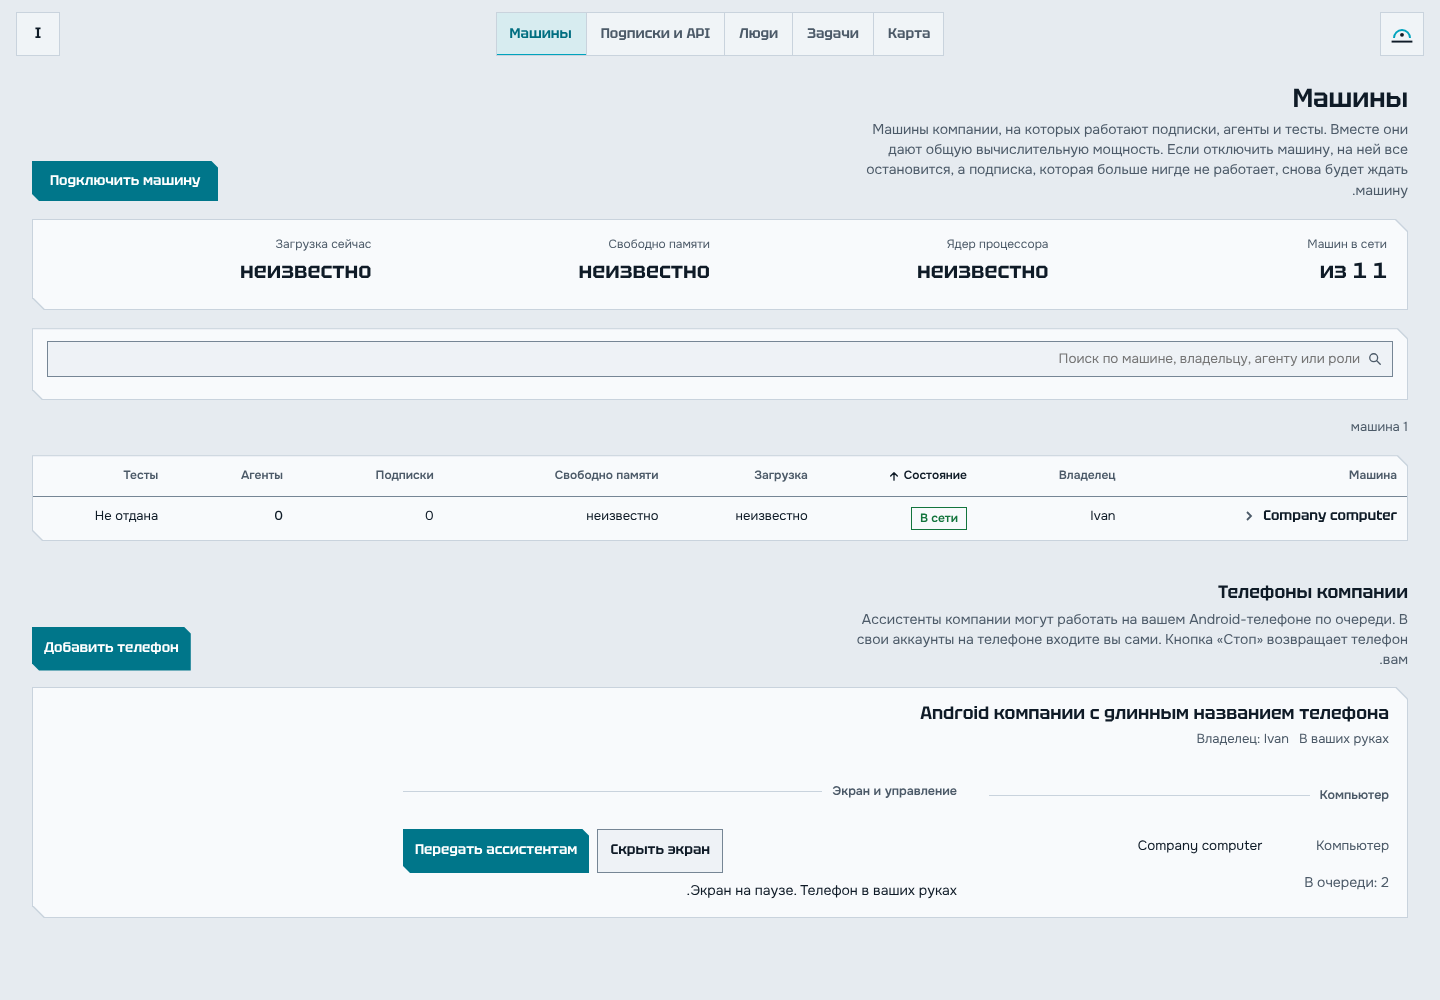 I
Машины
Подписки и API
Люди
Задачи
Карта
Машины
Машины компании, на которых работают подписки, агенты и тесты. Вместе они
дают общую вычислительную мощность. Если отключить машину, на ней все
остановится, а подписка, которая больше нигде не работает, снова будет ждать
.машину
Подключить машину
Машин в сети
из 1 1
Ядер процессора
неизвестно
Свободно памяти
неизвестно
Загрузка сейчас
неизвестно
Поиск по машине, владельцу, агенту или роли
машина 1
Тесты Агенты Подписки Свободно памяти Загрузка Состояние Владелец Машина
Не отдана 0 0 неизвестно неизвестно В сети Ivan Company computer
Телефоны компании
Ассистенты компании могут работать на вашем Android-телефоне по очереди. В
свои аккаунты на телефоне входите вы сами. Кнопка «Стоп» возвращает телефон
.вам
Добавить телефон
Android компании с длинным названием телефона
Владелец: Ivan В ваших руках
Компьютер
Company computer Компьютер
В очереди: 2
Экран и управление
Передать ассистентам
Скрыть экран
.Экран на паузе. Телефон в ваших руках